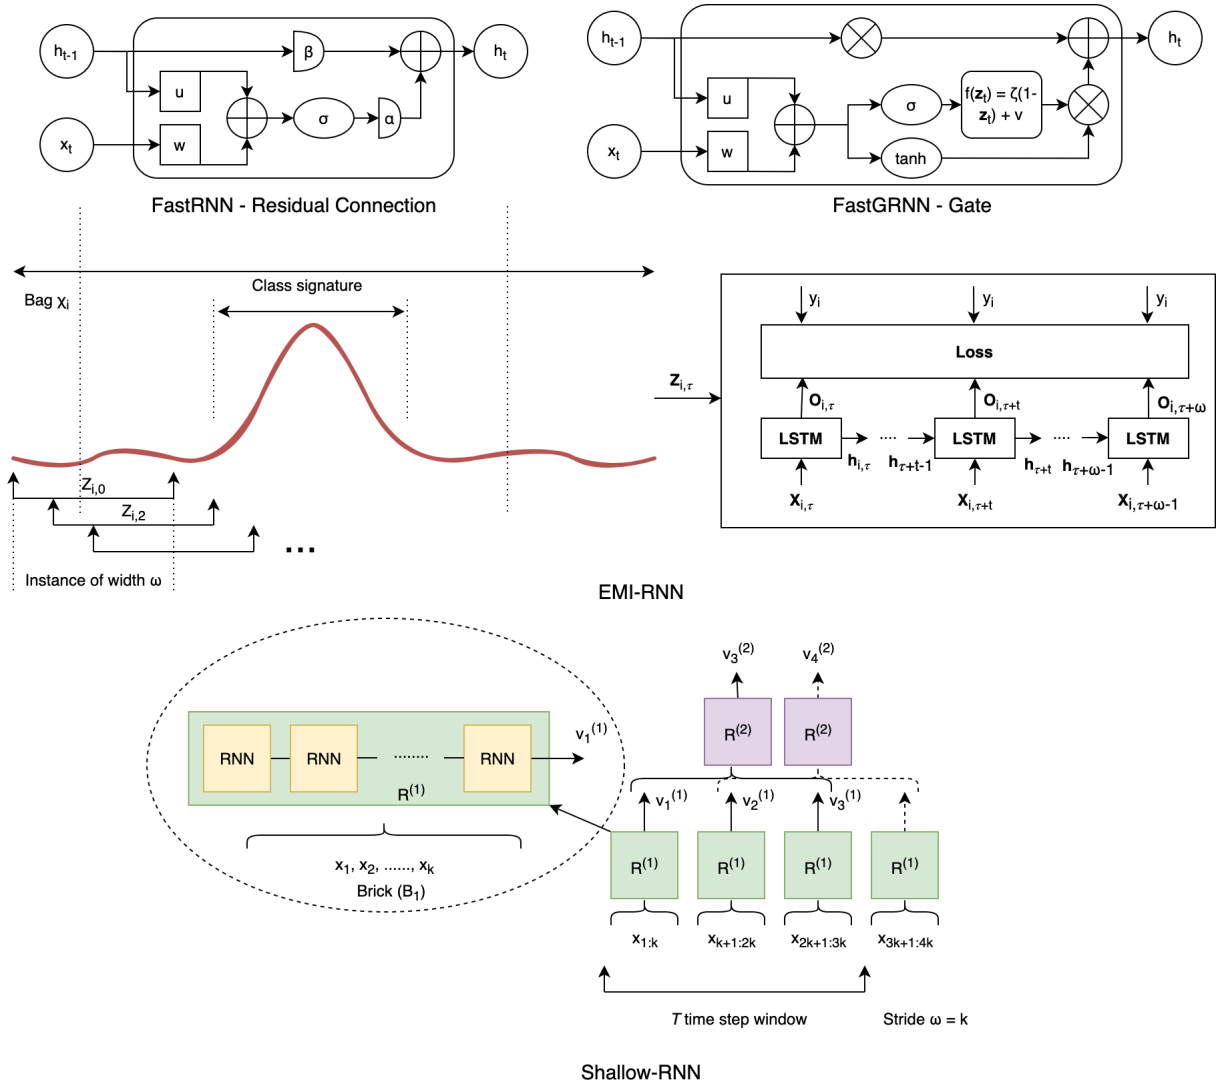 h_{t-1}
β
h_t
u
σ
α
x_t
w
FastRNN - Residual Connection
h_{t-1}
h_t
u
σ
f(z_t) = ζ(1-
z_t) + ν
x_t
w
tanh
FastGRNN - Gate
Class signature
Bag χ_i
Z_{i,0}
Z_{i,2}
...
Instance of width ω
Z_{i,τ}
y_i
y_i
y_i
Loss
O_{i,τ}
O_{i,τ+t}
O_{i,τ+ω}
LSTM
....
LSTM
....
LSTM
h_{i,τ}
h_{τ+t-1}
h_{τ+t}
h_{τ+ω-1}
X_{i,τ}
X_{i,τ+t}
X_{i,τ+ω-1}
EMI-RNN
v_3^{(2)}
v_4^{(2)}
R^{(2)}
R^{(2)}
RNN
RNN
........
RNN
v_1^{(1)}
R^{(1)}
x_1, x_2, ......, x_k
Brick (B_1)
v_1^{(1)}
v_2^{(1)}
v_3^{(1)}
R^{(1)}
R^{(1)}
R^{(1)}
R^{(1)}
x_{1:k}
x_{k+1:2k}
x_{2k+1:3k}
x_{3k+1:4k}
T time step window
Stride ω = k
Shallow-RNN